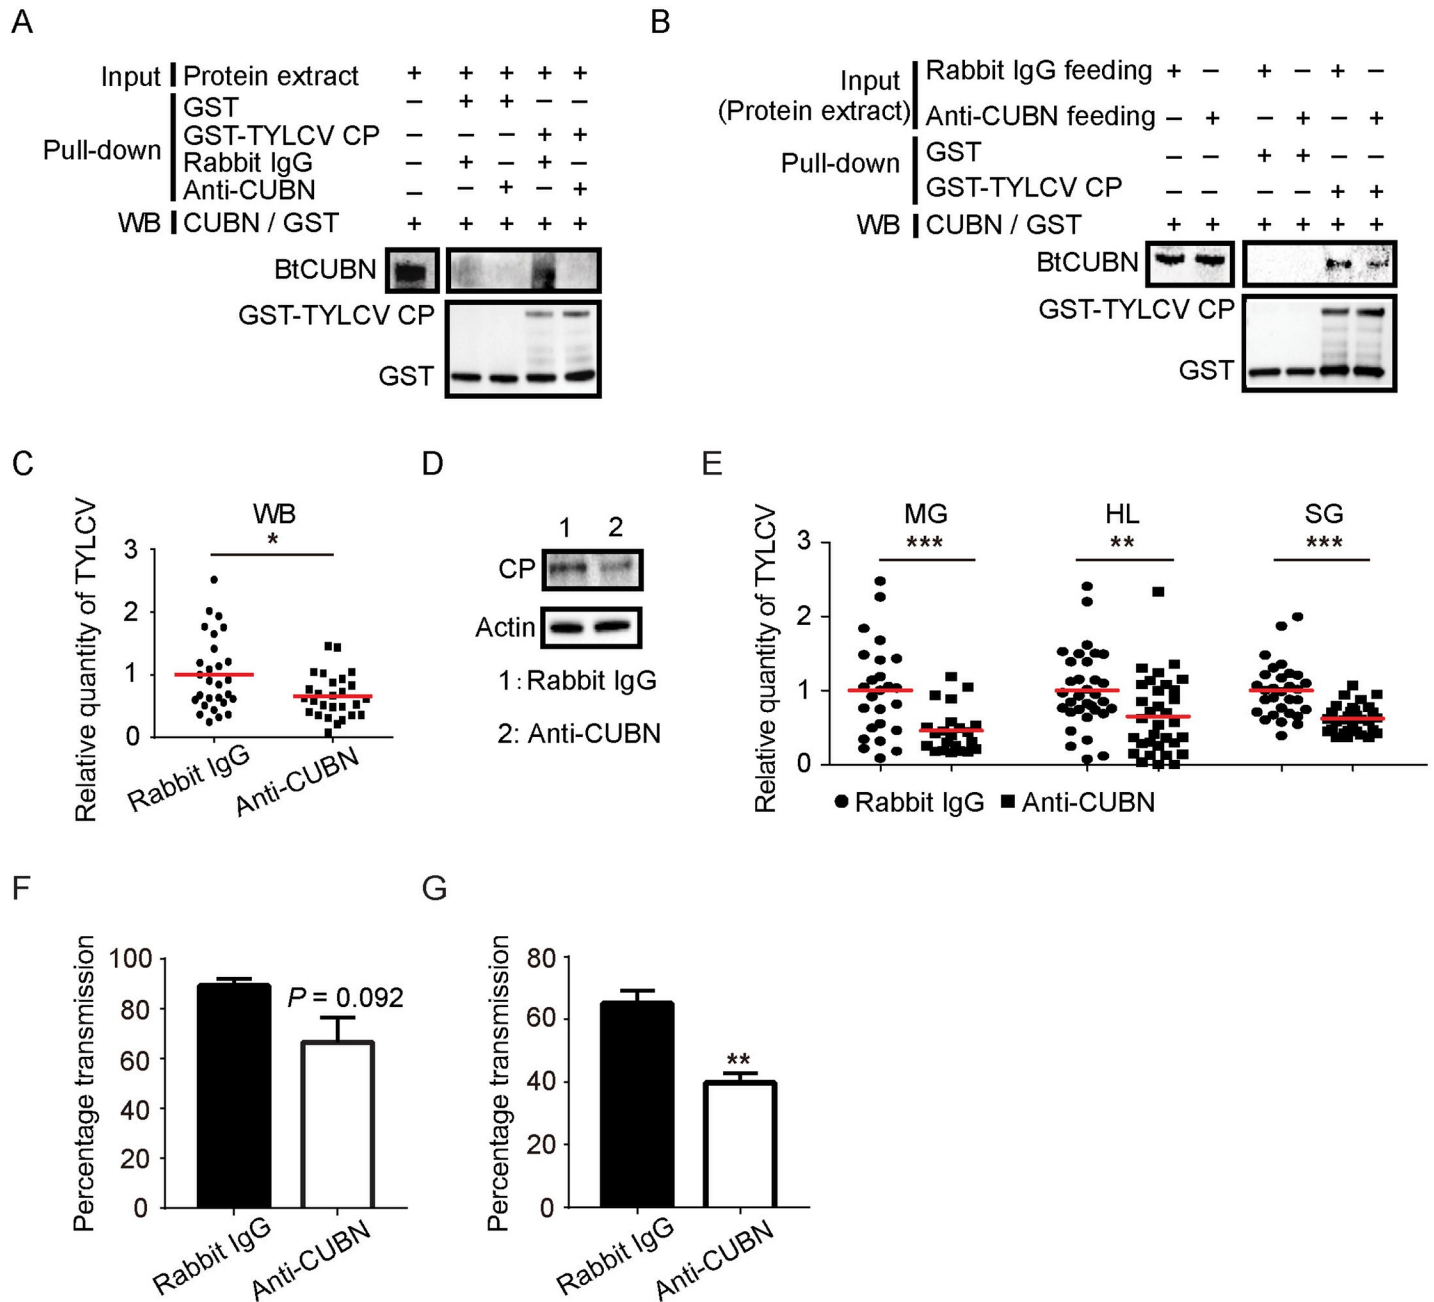 A
Input Protein extract + + + + +
Pull-down
GST – + + – –
GST-TYLCV CP – – – + +
Rabbit IgG – + – + –
Anti-CUBN – – + – +
WB CUBN / GST + + + + +
BtCUBN
GST-TYLCV CP
GST
B
Input
(Protein extract)
Rabbit IgG feeding + – + – + –
Anti-CUBN feeding – + – + – +
Pull-down
GST – – + + – –
GST-TYLCV CP – – – – + +
WB CUBN / GST + + + + + +
BtCUBN
GST-TYLCV CP
GST
C
WB
*
Relative quantity of TYLCV
3
2
1
0
Rabbit IgG
Anti-CUBN
D
1 2
CP
Actin
1: Rabbit IgG
2: Anti-CUBN
E
MG HL SG
*** ** ***
Relative quantity of TYLCV
3
2
1
0
Rabbit IgG Anti-CUBN
F
Percentage transmission
100
80
60
40
20
0
P = 0.092
Rabbit IgG
Anti-CUBN
G
Percentage transmission
80
60
40
20
0
**
Rabbit IgG
Anti-CUBN